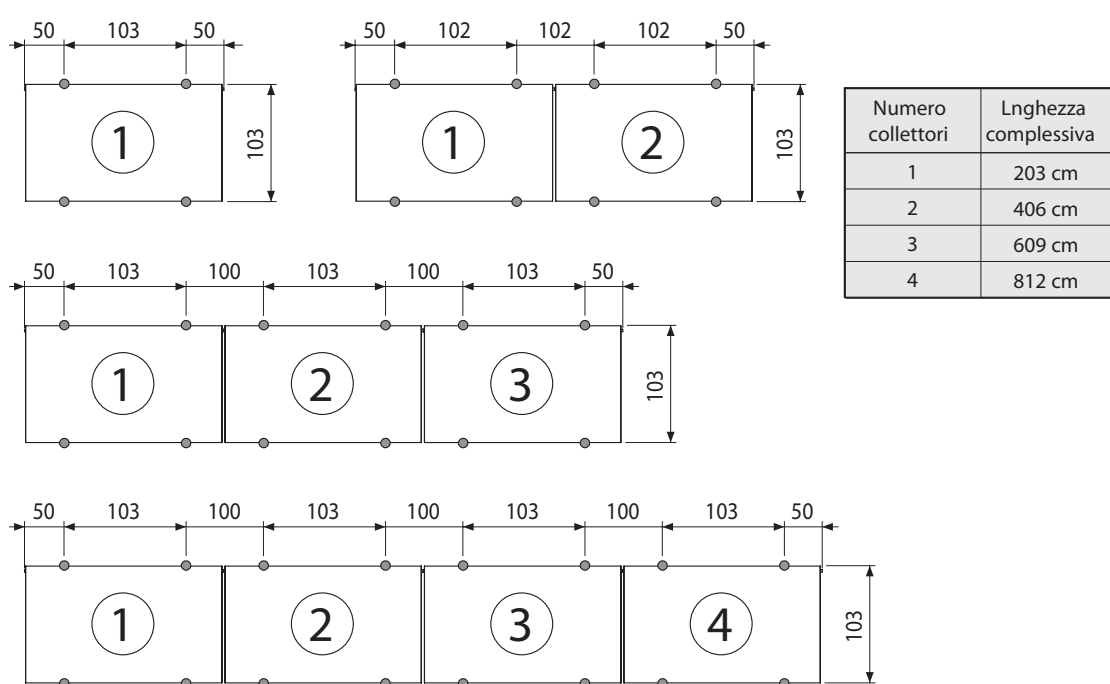 50 103 50
103
1
50 102 102 102 50
103
1 2
Numero collettori Lnghezza complessiva
1 203 cm
2 406 cm
3 609 cm
4 812 cm
50 103 100 103 100 103 50
103
1 2 3
50 103 100 103 100 103 100 103 50
103
1 2 3 4